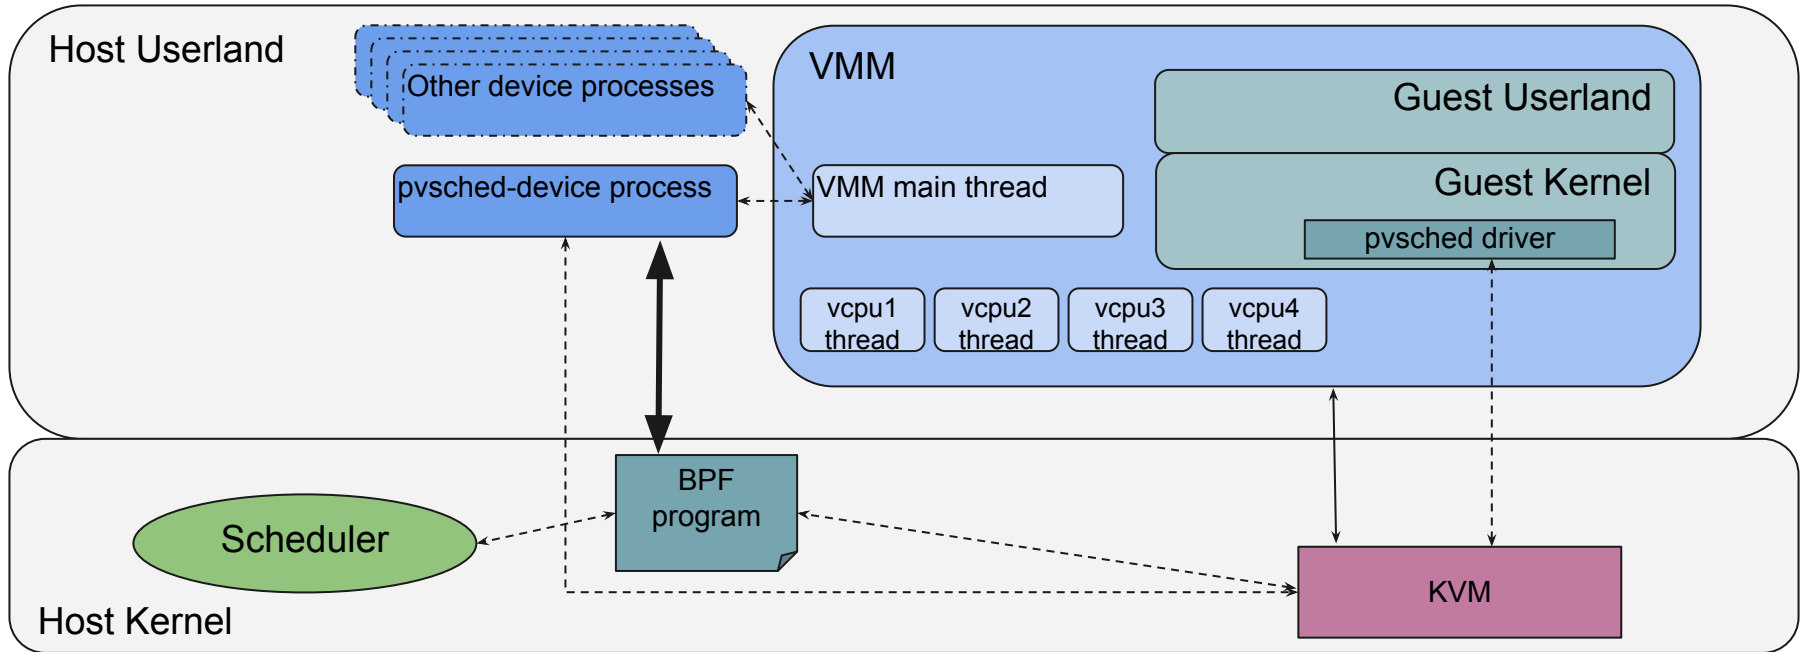 Host Userland
Other device processes
pvsched-device process
VMM
Guest Userland
Guest Kernel
pvsched driver
VMM main thread
vcpu1
thread
vcpu2
thread
vcpu3
thread
vcpu4
thread
BPF
program
Scheduler
KVM
Host Kernel